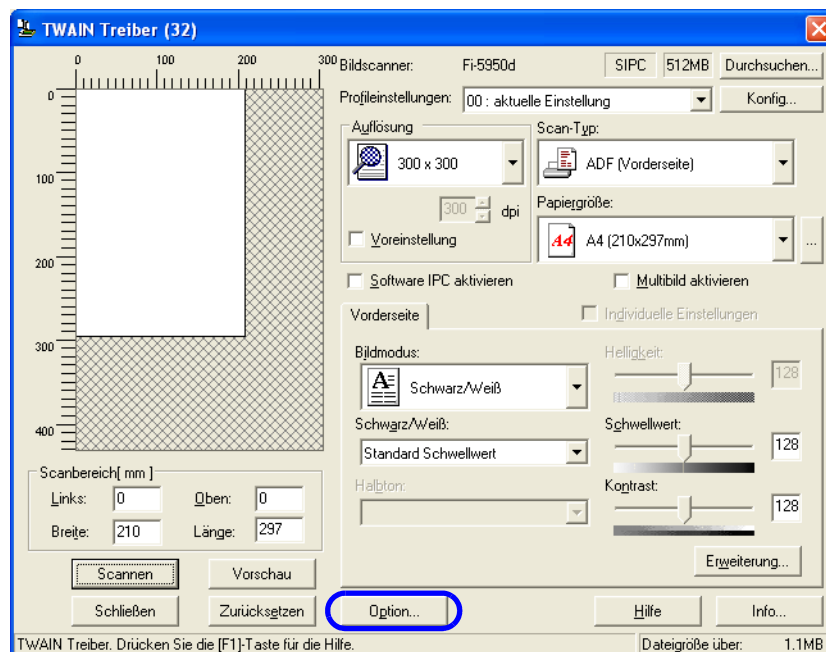 TWAIN Treiber (32)
0 100 200 300
0
100
200
300
400
Bildscanner: Fi-5950d SIPC 512MB Durchsuchen...
Profileinstellungen: 00 : aktuelle Einstellung Konfig...
Auflösung
300 x 300
300 dpi
Voreinstellung
Scan-Typ:
ADF (Vorderseite)
Papiergröße:
A4 A4 (210x297mm) ...
Software IPC aktivieren Multibild aktivieren
Vorderseite Individuelle Einstellungen
Bildmodus:
A Schwarz/Weiß
Schwarz/Weiß:
Standard Schwellwert
Halbton:
Helligkeit:
128
Schwellwert:
128
Kontrast:
128
Erweiterung...
Scanbereich[ mm ]
Links: 0 Oben: 0
Breite: 210 Länge: 297
Scannen Vorschau
Schließen Zurücksetzen Option... Hilfe Info...
TWAIN Treiber. Drücken Sie die [F1]-Taste für die Hilfe. Dateigröße über: 1.1MB